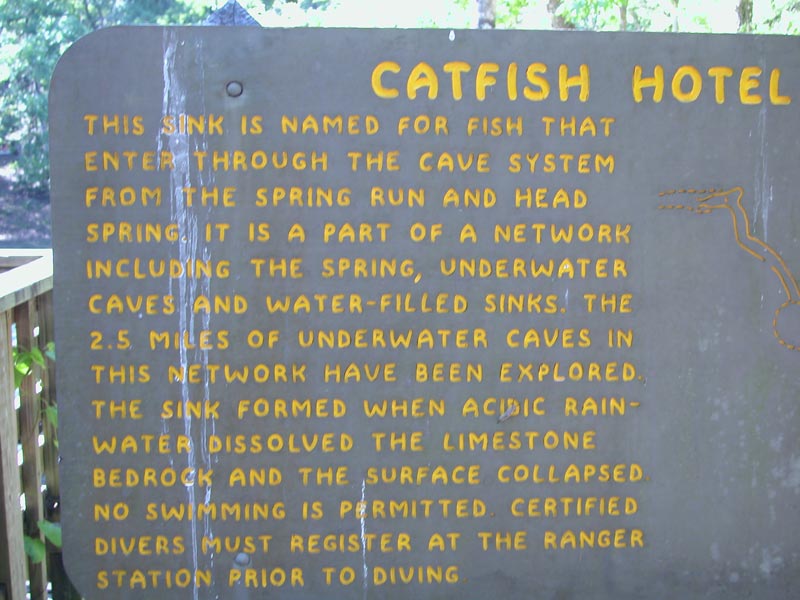 CATFISH HOTEL
THIS SINK IS NAMED FOR FISH THAT
ENTER THROUGH THE CAVE SYSTEM
FROM THE SPRING RUN AND HEAD
SPRING. IT IS A PART OF A NETWORK
INCLUDING THE SPRING, UNDERWATER
CAVES AND WATER-FILLED SINKS. THE
2.5 MILES OF UNDERWATER CAVES IN
THIS NETWORK HAVE BEEN EXPLORED.
THE SINK FORMED WHEN ACIDIC RAIN-
WATER DISSOLVED THE LIMESTONE
BEDROCK AND THE SURFACE COLLAPSED.
NO SWIMMING IS PERMITTED. CERTIFIED
DIVERS MUST REGISTER AT THE RANGER
STATION PRIOR TO DIVING.